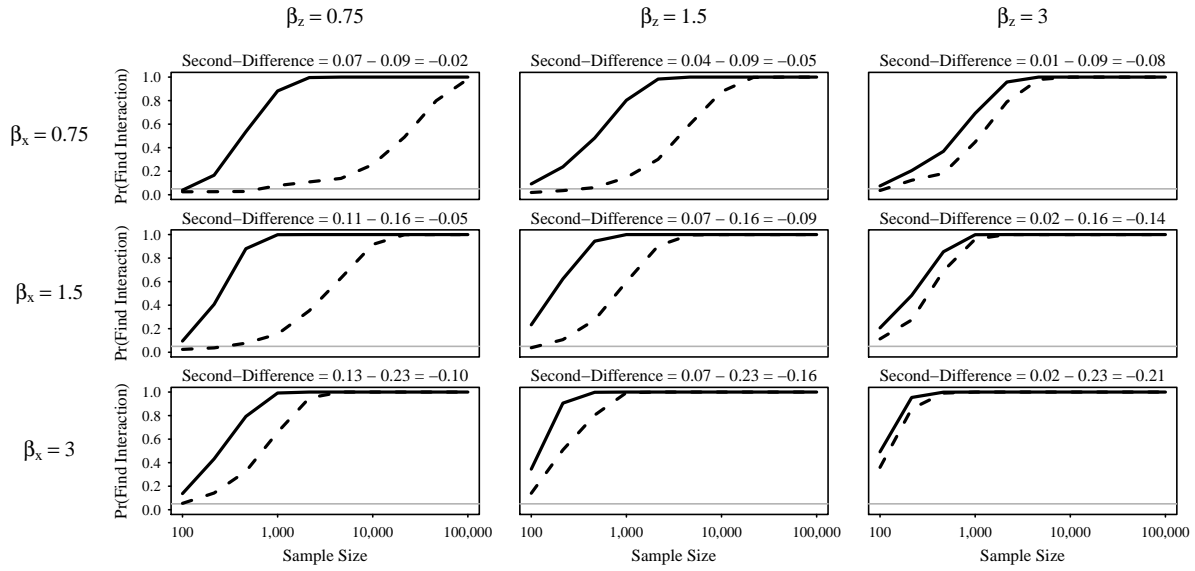 βz = 0.75 βz = 1.5 βz = 3
Second−Difference = 0.07 − 0.09 = −0.02
Second−Difference = 0.04 − 0.09 = −0.05
Second−Difference = 0.01 − 0.09 = −0.08
βx = 0.75
Pr(Find Interaction)
1.0
0.8
0.6
0.4
0.2
0.0
Second−Difference = 0.11 − 0.16 = −0.05
Second−Difference = 0.07 − 0.16 = −0.09
Second−Difference = 0.02 − 0.16 = −0.14
βx = 1.5
Pr(Find Interaction)
1.0
0.8
0.6
0.4
0.2
0.0
Second−Difference = 0.13 − 0.23 = −0.10
Second−Difference = 0.07 − 0.23 = −0.16
Second−Difference = 0.02 − 0.23 = −0.21
βx = 3
Pr(Find Interaction)
1.0
0.8
0.6
0.4
0.2
0.0
100 1,000 10,000 100,000
100 1,000 10,000 100,000
100 1,000 10,000 100,000
Sample Size
Sample Size
Sample Size